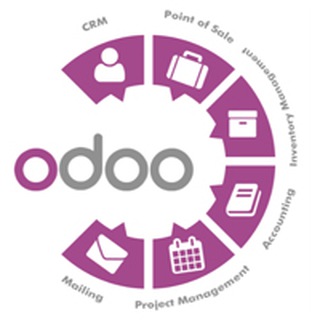 CRM
Point of Sale
Inventory Management
odoo
Accounting
Project Management
Mailing